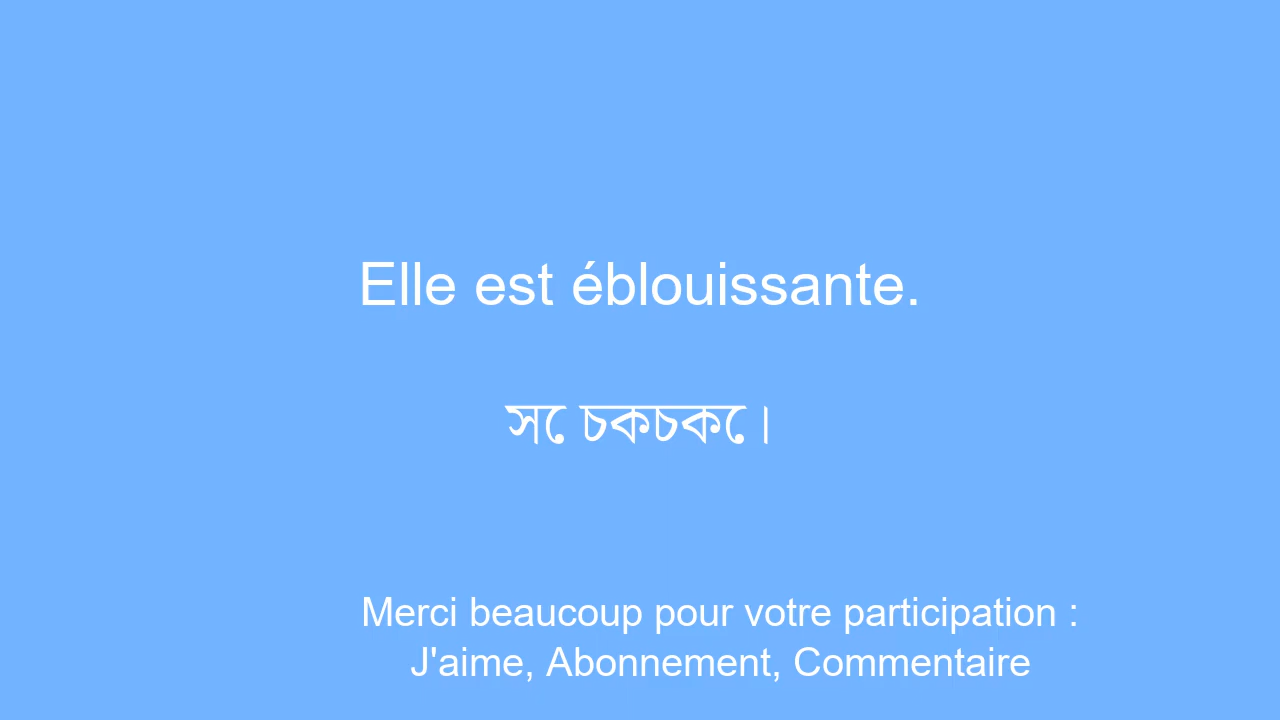 Elle est éblouissante.
সে চকচকে।
Merci beaucoup pour votre participation :
J'aime, Abonnement, Commentaire